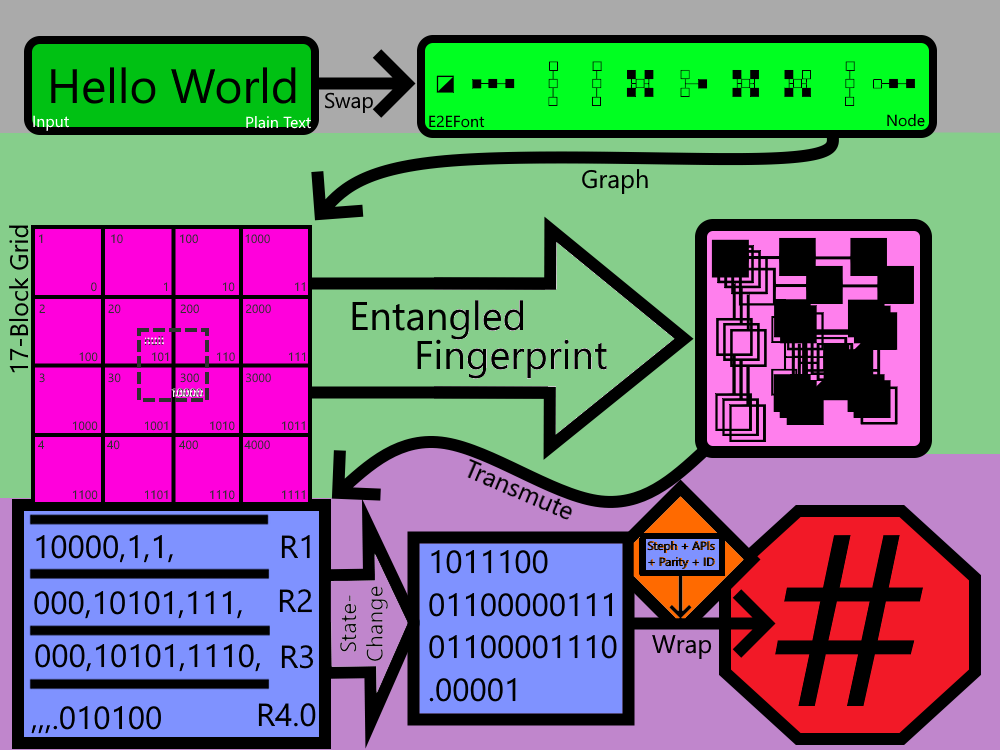 Hello World
Input
Plain Text
Swap
E2EFont
Node
Graph
17-Block Grid
1 10 100 1000
0 1 10 11
2 20 200 2000
100 101 110 111
3 30 300 3000
10000
1000 1001 1010 1011
4 40 400 4000
1100 1101 1110 1111
Entangled
Fingerprint
Transmute
10000,1,1, R1
000,10101,111, R2
000,10101,1110, R3
,,,.010100 R4.0
State-
Change
1011100
01100000111
01100001110
.00001
Steph + APIs
+ Parity + ID
Wrap
#